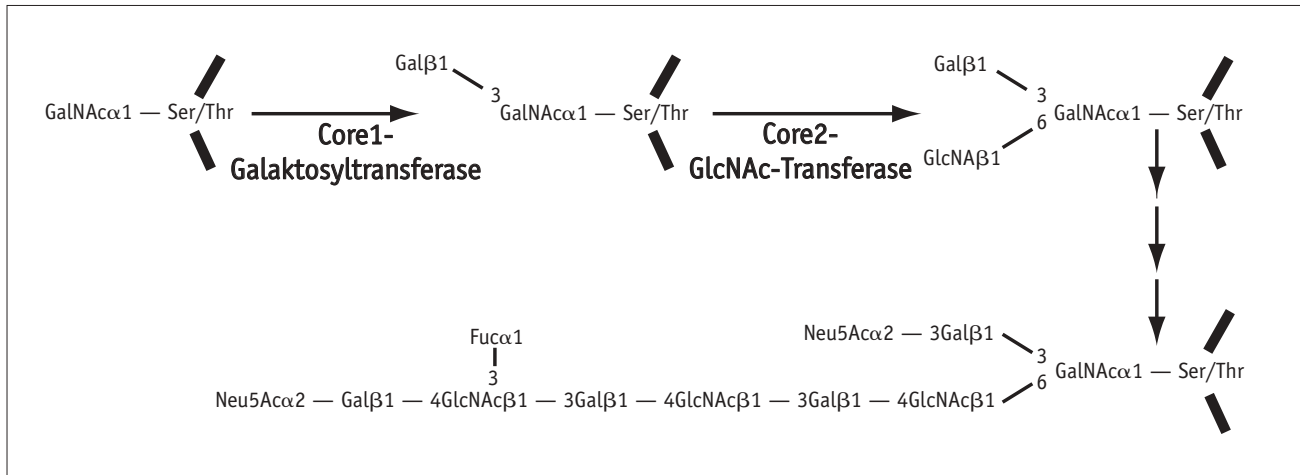 Galβ1
3
GalNAcα1 — Ser/Thr
Core1-
Galaktosyltransferase
GalNAcα1 — Ser/Thr
Core2-
GlcNAc-Transferase
Galβ1
3
GalNAcα1 — Ser/Thr
6
GlcNAβ1
Fucα1
3
Neu5Acα2 — Galβ1 — 4GlcNAcβ1 — 3Galβ1 — 4GlcNAcβ1 — 3Galβ1 — 4GlcNAcβ1
Neu5Acα2 — 3Galβ1
3
GalNAcα1 — Ser/Thr
6